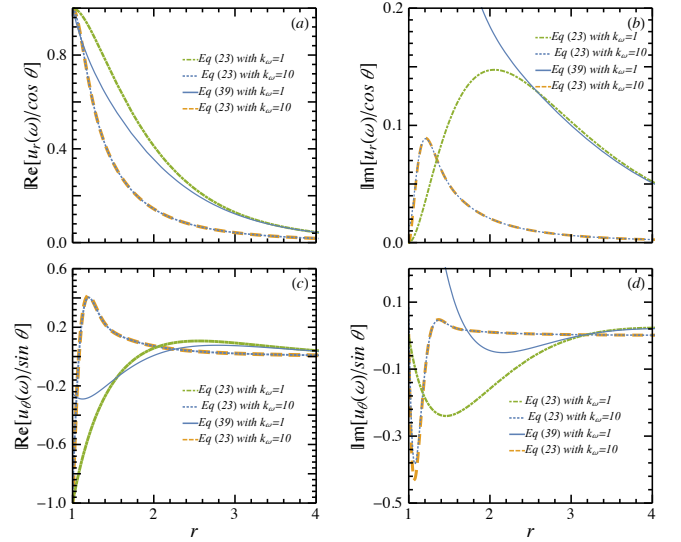 (a)
𝕉e[u_r(ω)/cos θ]
0.8
0.4
0.0
Eq (23) with k_ω=1
Eq (23) with k_ω=10
Eq (39) with k_ω=1
Eq (23) with k_ω=10
(b)
𝕀m[u_r(ω)/cos θ]
0.2
0.1
0.0
Eq (23) with k_ω=1
Eq (23) with k_ω=10
Eq (39) with k_ω=1
Eq (23) with k_ω=10
(c)
ℝe[u_θ(ω)/sin θ]
0.6
0.2
−0.2
−0.6
−1.0
Eq (23) with k_ω=1
Eq (23) with k_ω=10
Eq (39) with k_ω=1
Eq (23) with k_ω=10
1 2 3 4
r
(d)
𝕀m[u_θ(ω)/sin θ]
0.1
−0.1
−0.3
−0.5
Eq (23) with k_ω=1
Eq (23) with k_ω=10
Eq (39) with k_ω=1
Eq (23) with k_ω=10
1 2 3 4
r